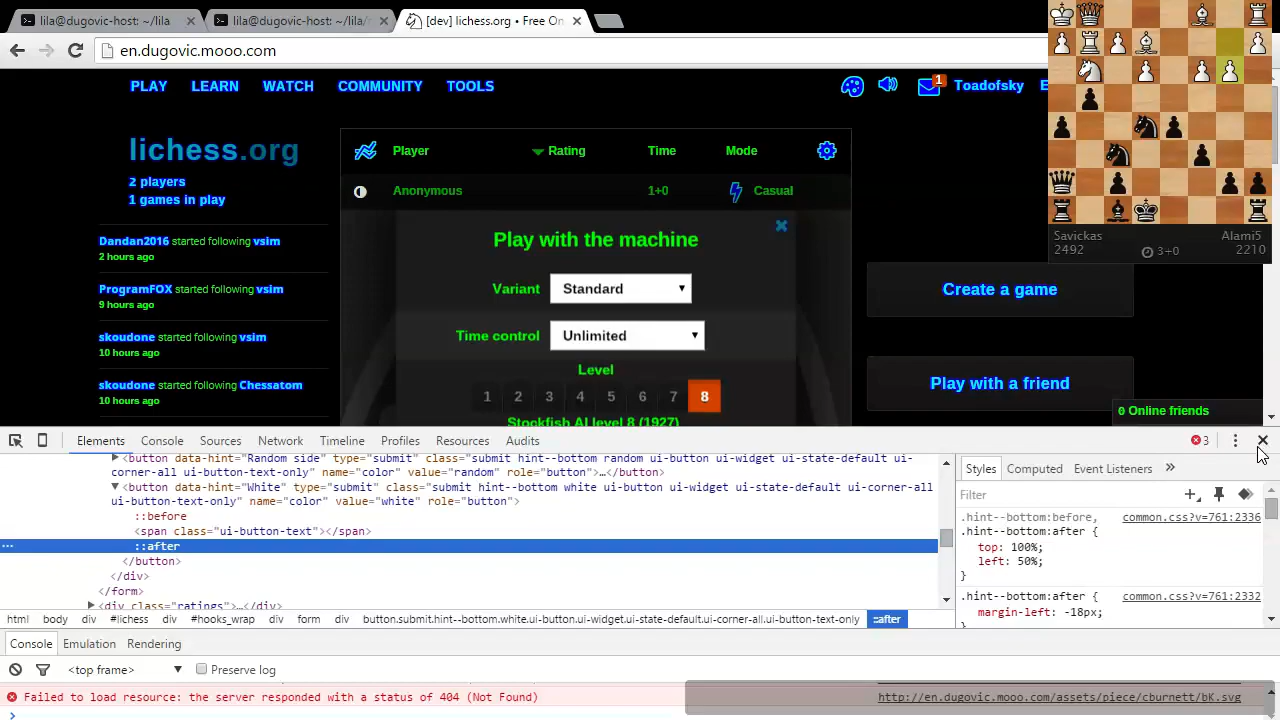 lila@dugovic-host: ~/lila
lila@dugovic-host: ~/lila/
[dev] lichess.org • Free On
en.dugovic.mooo.com
PLAY LEARN WATCH COMMUNITY TOOLS
1
Toadofsky
lichess.org
2 players
1 games in play
Dandan2016 started following vsim
2 hours ago
ProgramFOX started following vsim
9 hours ago
skoudone started following vsim
10 hours ago
skoudone started following Chessatom
10 hours ago
Player Rating Time Mode
Anonymous 1+0 Casual
Play with the machine
Variant Standard
Time control Unlimited
Level
1 2 3 4 5 6 7 8
Stockfish AI level 8 (1927)
Savickas Alami5
2492 3+0 2210
Create a game
Play with a friend
0 Online friends
Elements Console Sources Network Timeline Profiles Resources Audits
3
<button data-hint="Random side" type="submit" class="submit hint--bottom random ui-button ui-widget ui-state-default ui-
corner-all ui-button-text-only" name="color" value="random" role="button">…</button>
<button data-hint="White" type="submit" class="submit hint--bottom white ui-button ui-widget ui-state-default ui-corner-all
ui-button-text-only" name="color" value="white" role="button">
::before
<span class="ui-button-text"></span>
::after
</button>
</div>
</form>
<div class="ratings">…</div>
html body div #lichess div #hooks_wrap div form div button.submit.hint--bottom.white.ui-button.ui-widget.ui-state-default.ui-corner-all.ui-button-text-only ::after
Styles Computed Event Listeners »
Filter
.hint--bottom:before, common.css?v=761:2336
.hint--bottom:after {
top: 100%;
left: 50%;
}
.hint--bottom:after { common.css?v=761:2332
margin-left: -18px;
Console Emulation Rendering
<top frame> Preserve log
Failed to load resource: the server responded with a status of 404 (Not Found) http://en.dugovic.mooo.com/assets/piece/cburnett/bK.svg